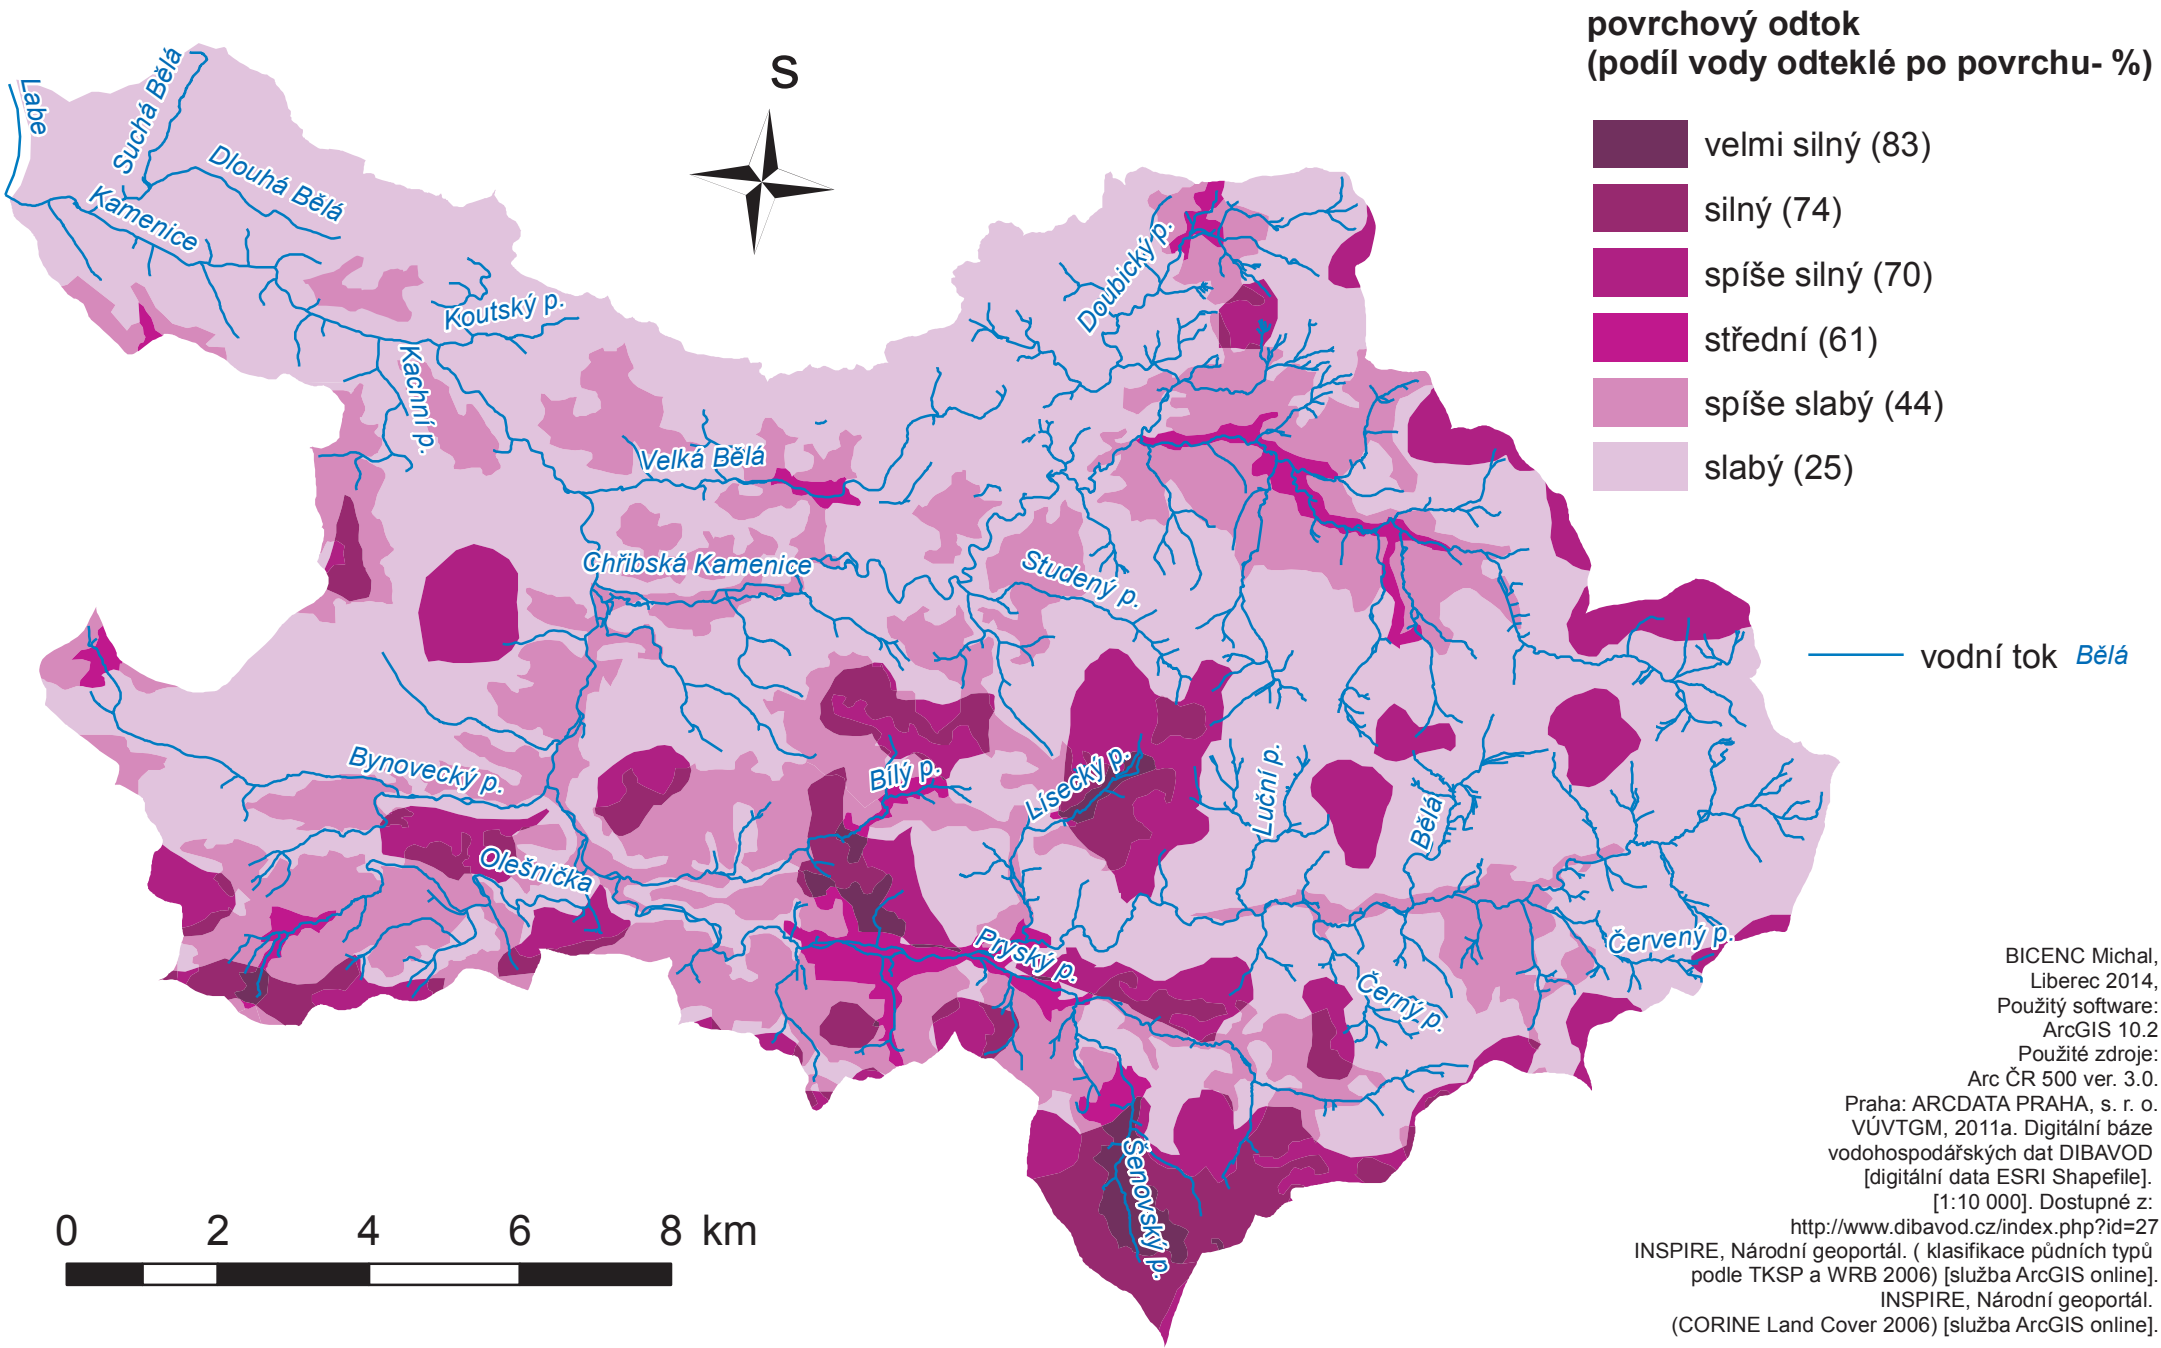 povrchový odtok
(podíl vody odteklé po povrchu- %)
velmi silný (83)
silný (74)
spíše silný (70)
střední (61)
spíše slabý (44)
slabý (25)
vodní tok Bělá
S
Labe
Suchá Bělá
Dlouhá Bělá
Kamenice
Koutský p.
Kachní p.
Doubický p.
Velká Bělá
Chřibská Kamenice
Studený p.
Bynovecký p.
Bílý p.
Lísecký p.
Luční p.
Bělá
Olešnička
Pryský p.
Červený p.
Černý p.
Šenovský p.
0 2 4 6 8 km
BICENC Michal,
Liberec 2014,
Použitý software:
ArcGIS 10.2
Použité zdroje:
Arc ČR 500 ver. 3.0.
Praha: ARCDATA PRAHA, s. r. o.
VÚVTGM, 2011a. Digitální báze
vodohospodářských dat DIBAVOD
[digitální data ESRI Shapefile].
[1:10 000]. Dostupné z:
http://www.dibavod.cz/index.php?id=27
INSPIRE, Národní geoportál. ( klasifikace půdních typů
podle TKSP a WRB 2006) [služba ArcGIS online].
INSPIRE, Národní geoportál.
(CORINE Land Cover 2006) [služba ArcGIS online].